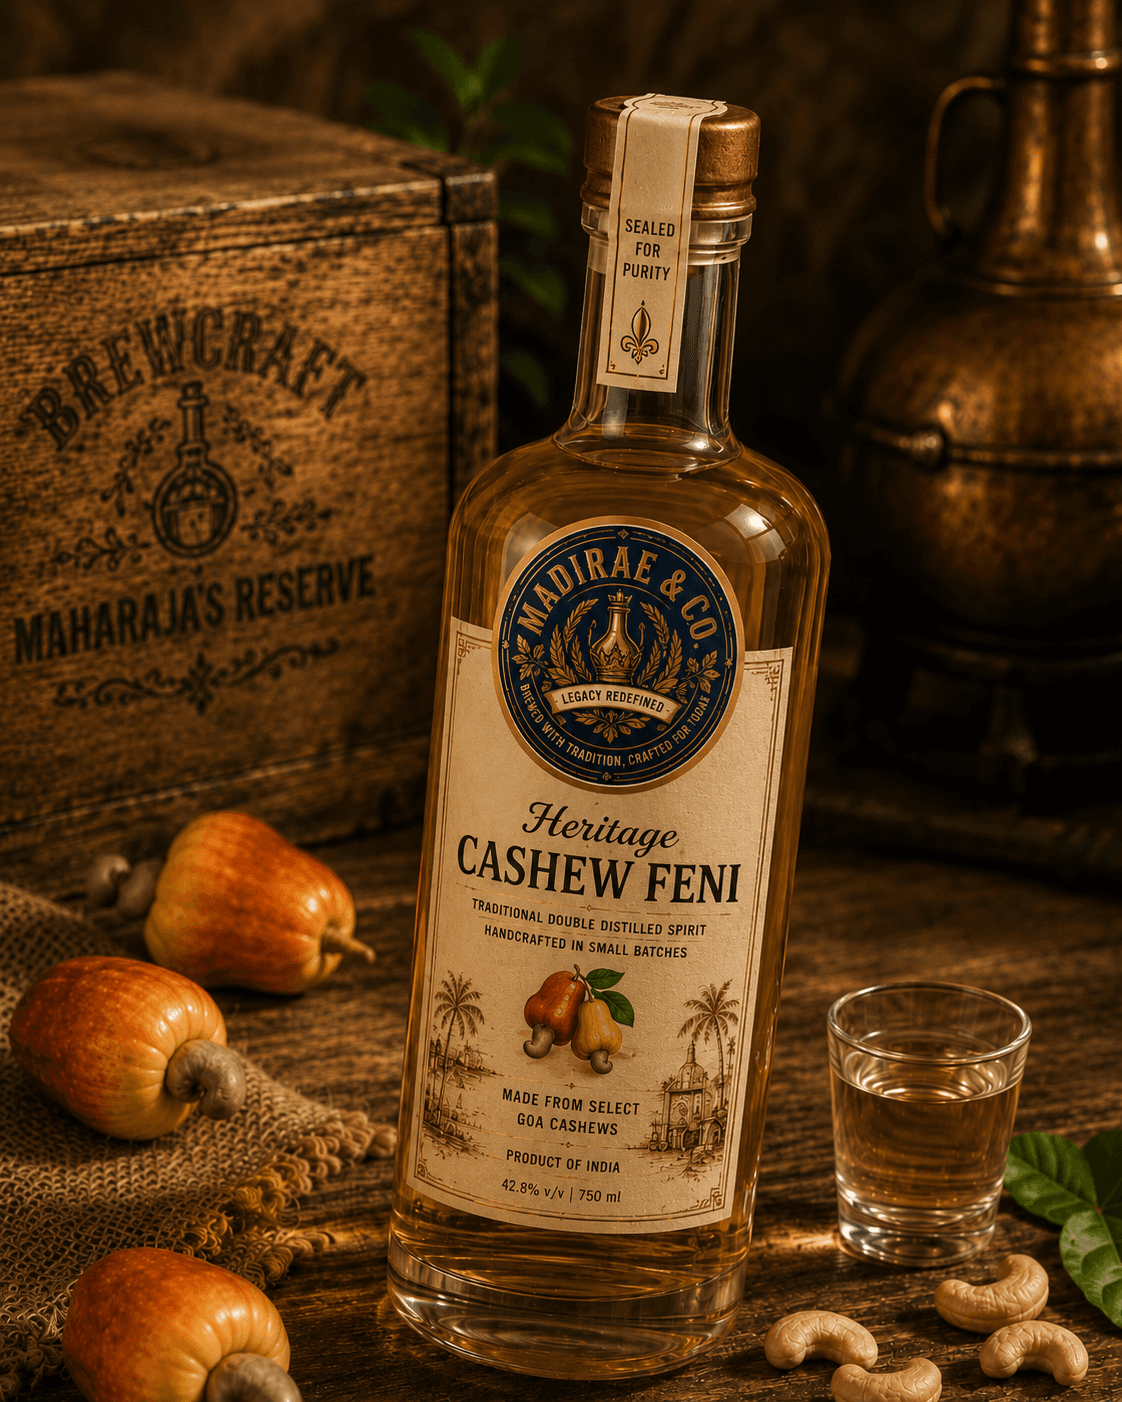 BREWCRAFT
MAHARAJA'S RESERVE
SEALED
FOR
PURITY
MADIRAE & CO.
LEGACY REDEFINED
BREWED WITH TRADITION, CRAFTED FOR TODAY
Heritage
CASHEW FENI
TRADITIONAL DOUBLE DISTILLED SPIRIT
HANDCRAFTED IN SMALL BATCHES
MADE FROM SELECT
GOA CASHEWS
PRODUCT OF INDIA
42.8% v/v | 750 ml